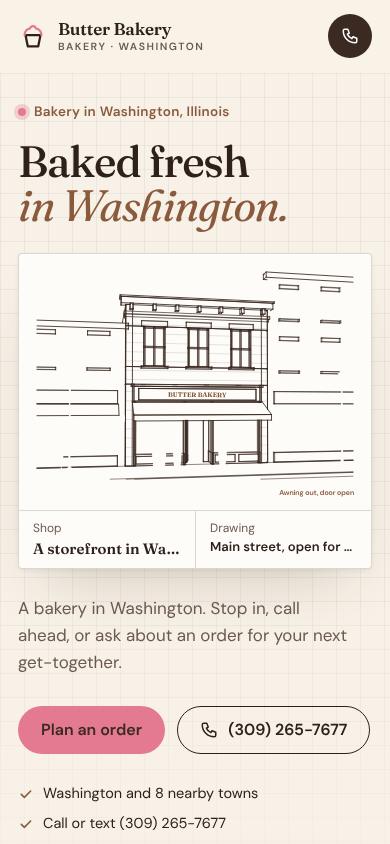 Butter Bakery
BAKERY · WASHINGTON
Bakery in Washington, Illinois
Baked fresh
in Washington.
BUTTER BAKERY
Awning out, door open
Shop
A storefront in Wa...
Drawing
Main street, open for ...
A bakery in Washington. Stop in, call
ahead, or ask about an order for your next
get-together.
Plan an order
(309) 265-7677
Washington and 8 nearby towns
Call or text (309) 265-7677